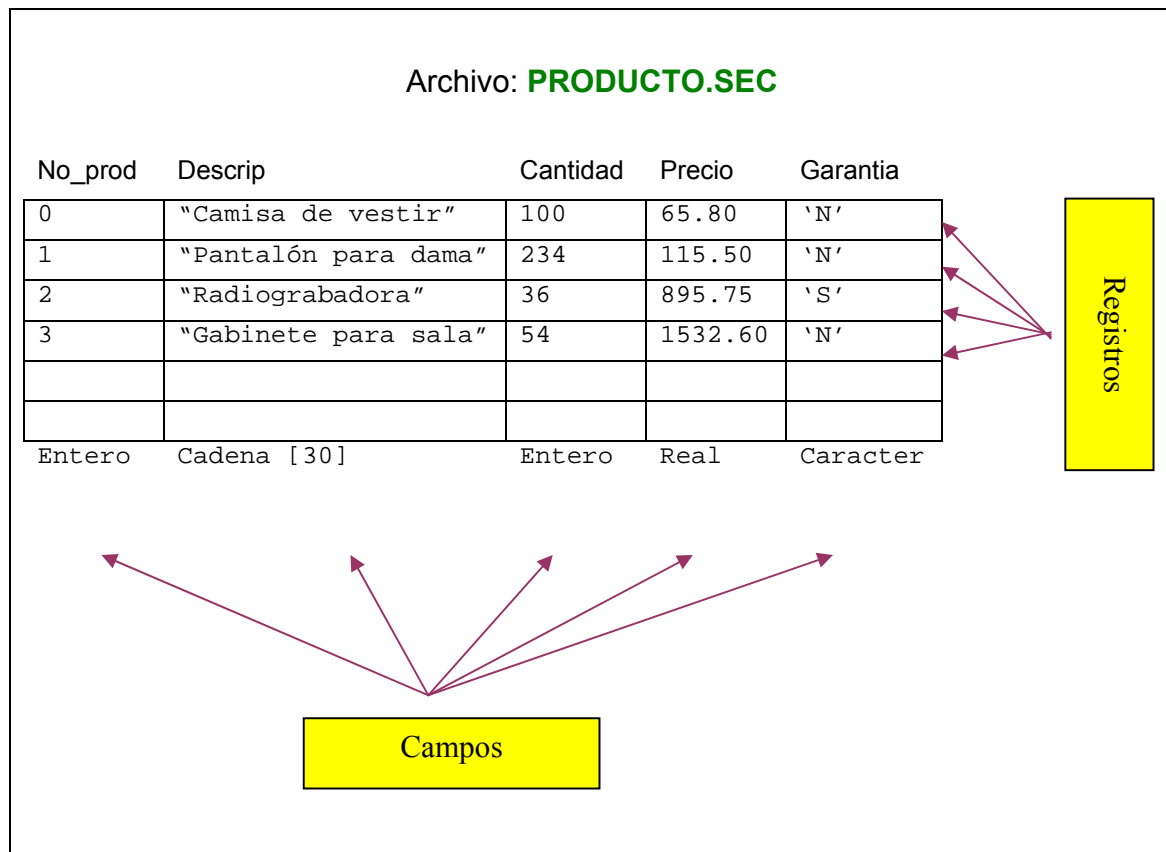 Archivo: PRODUCTO.SEC
No_prod Descrip Cantidad Precio Garantia
0 “Camisa de vestir” 100 65.80 ‘N’
1 “Pantalón para dama” 234 115.50 ‘N’
2 “Radiograbadora” 36 895.75 ‘S’
3 “Gabinete para sala” 54 1532.60 ‘N’
Entero Cadena [30] Entero Real Caracter
Registros
Campos